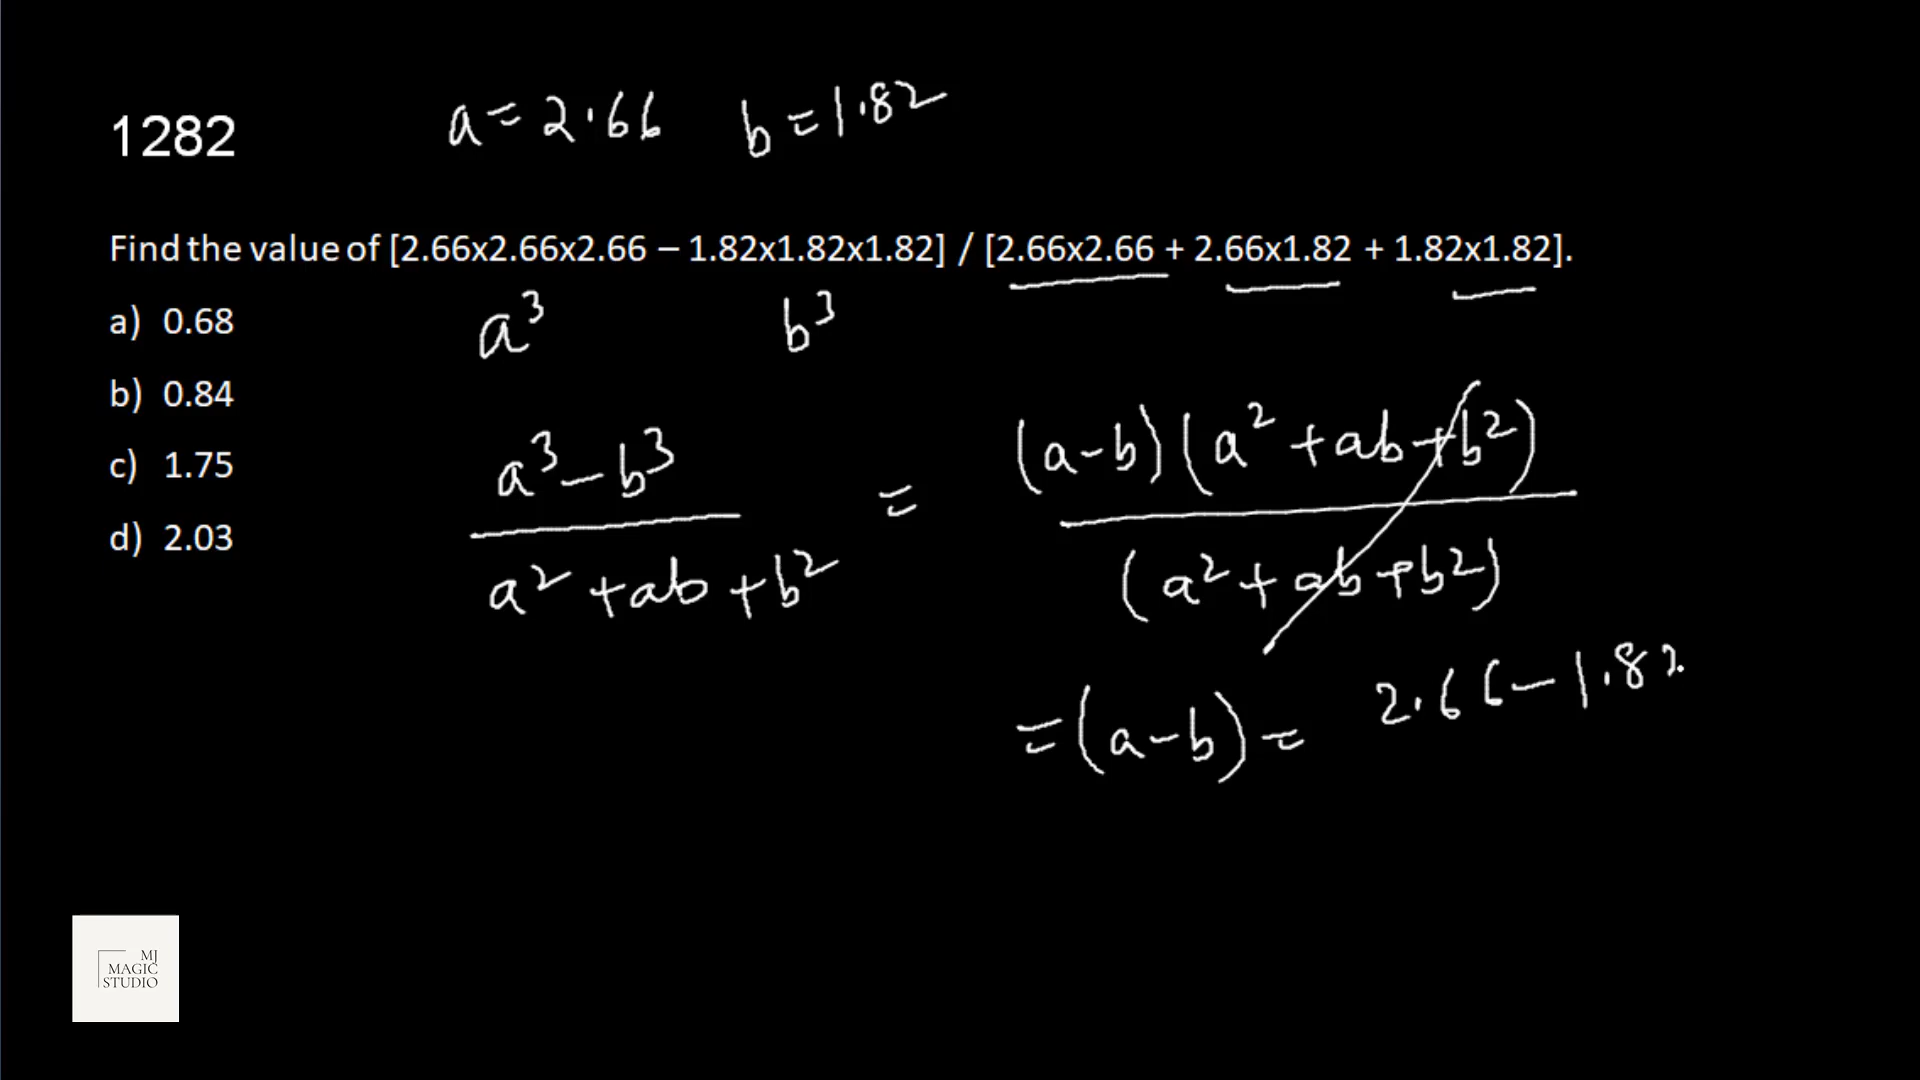 a = 2.66 b = 1.82
1282
Find the value of [2.66x2.66x2.66 – 1.82x1.82x1.82] / [2.66x2.66 + 2.66x1.82 + 1.82x1.82].
a³ b³
a) 0.68
b) 0.84
c) 1.75
d) 2.03
a³ – b³
a² + ab + b²
=
(a-b)(a² + ab + b²)
(a² + ab + b²)
= (a-b) = 2.66 – 1.82
MJ
MAGIC
STUDIO